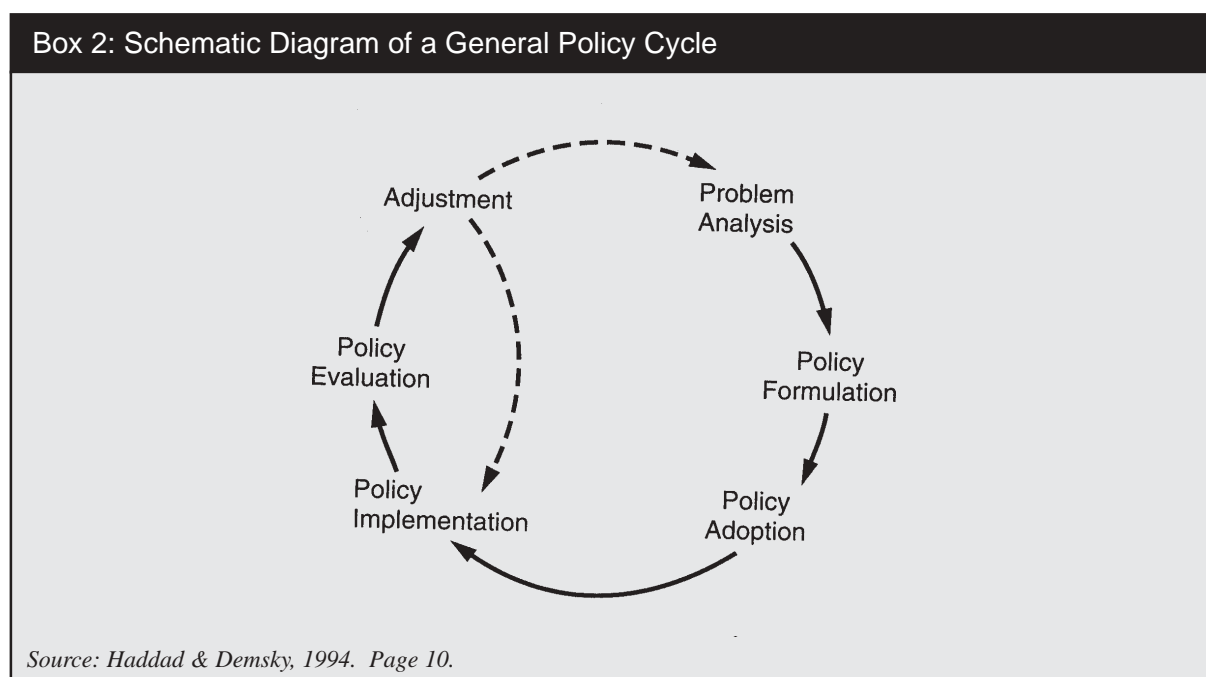 Box 2: Schematic Diagram of a General Policy Cycle
Adjustment
Problem
Analysis
Policy
Formulation
Policy
Adoption
Policy
Implementation
Policy
Evaluation
Source: Haddad & Demsky, 1994. Page 10.